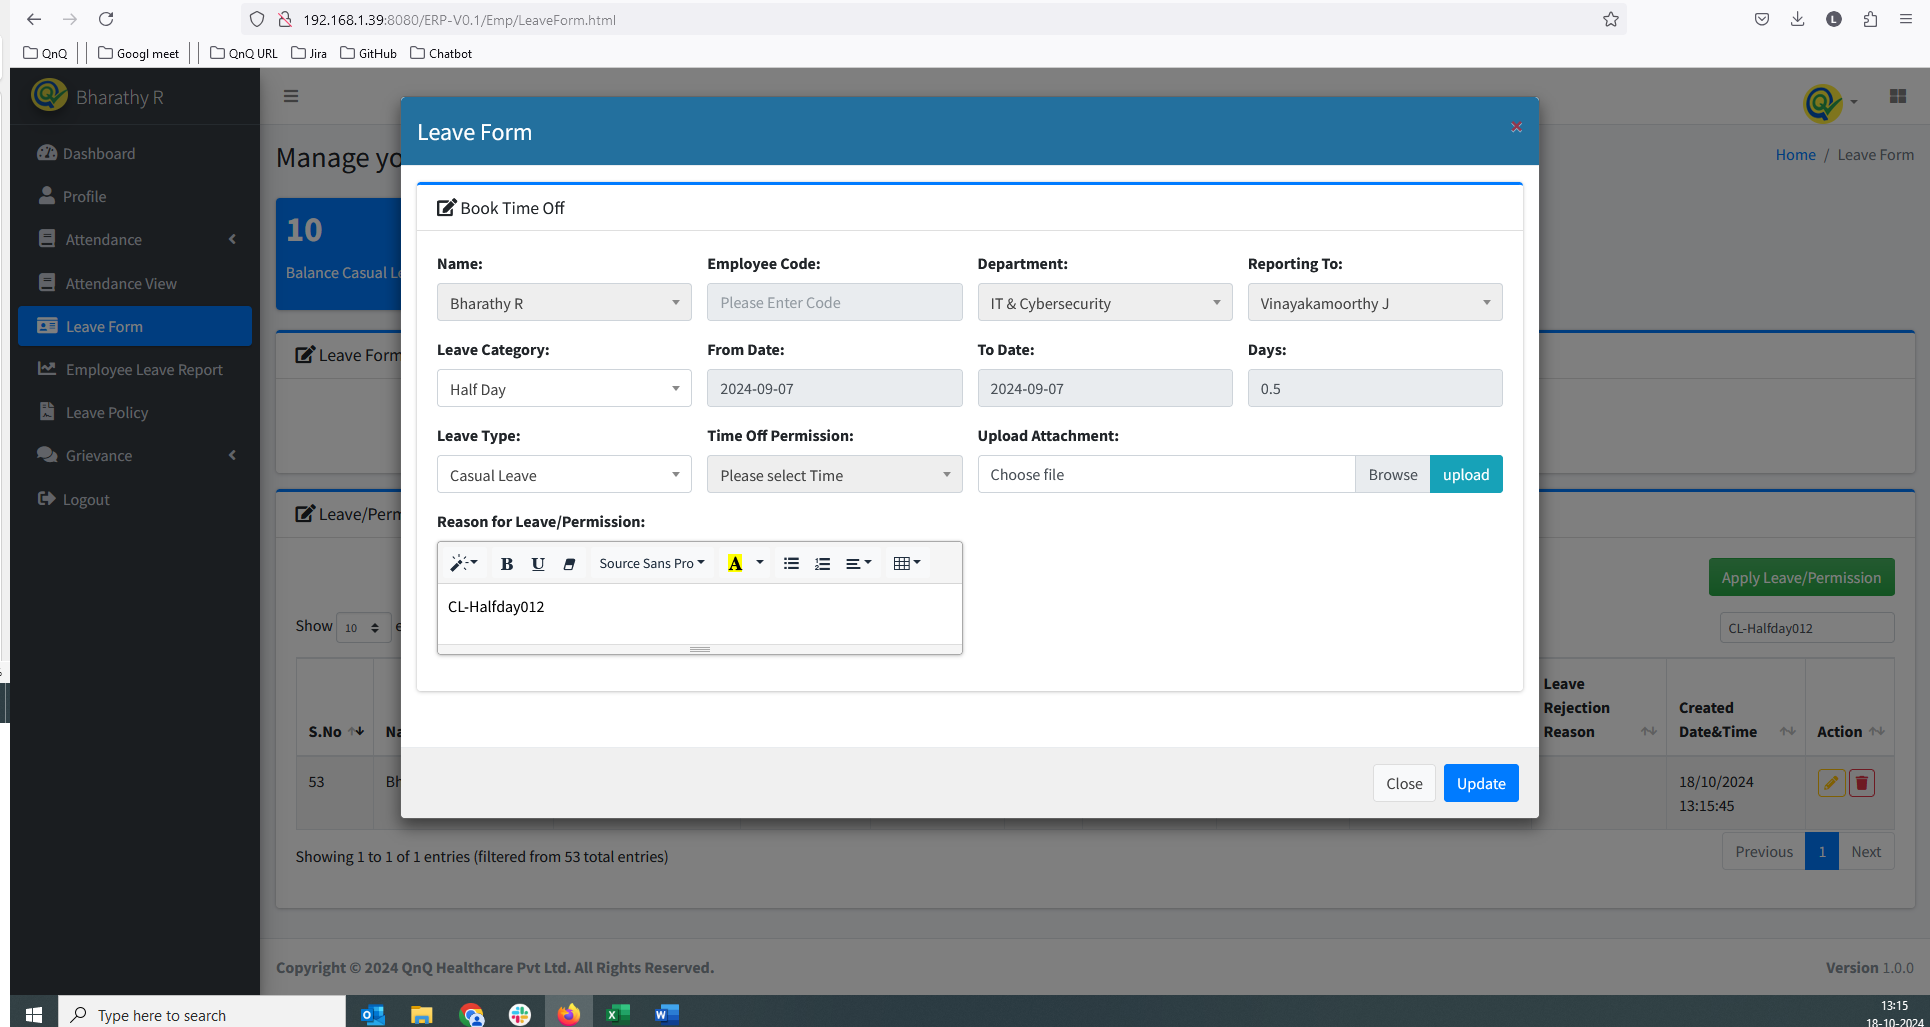 192.168.1.39:8080/ERP-V0.1/Emp/LeaveForm.html
QnQ Googl meet QnQ URL Jira GitHub Chatbot
Bharathy R
Dashboard
Profile
Attendance
Attendance View
Leave Form
Employee Leave Report
Leave Policy
Grievance
Logout
Manage yo
Home / Leave Form
10
Balance Casual Le
Leave Form
Leave/Perm
Leave Form
Book Time Off
Name: Employee Code: Department: Reporting To:
Bharathy R Please Enter Code IT & Cybersecurity Vinayakamoorthy J
Leave Category: From Date: To Date: Days:
Half Day 2024-09-07 2024-09-07 0.5
Leave Type: Time Off Permission: Upload Attachment:
Casual Leave Please select Time Choose file Browse upload
Reason for Leave/Permission:
B U Source Sans Pro A
CL-Halfday012
Close Update
Apply Leave/Permission
Show 10 e
CL-Halfday012
S.No Na
Leave
Rejection
Reason
Created
Date&Time
Action
53 Bh
18/10/2024
13:15:45
Showing 1 to 1 of 1 entries (filtered from 53 total entries)
Previous 1 Next
Copyright © 2024 QnQ Healthcare Pvt Ltd. All Rights Reserved.
Version 1.0.0
Type here to search
13:15
18-10-2024